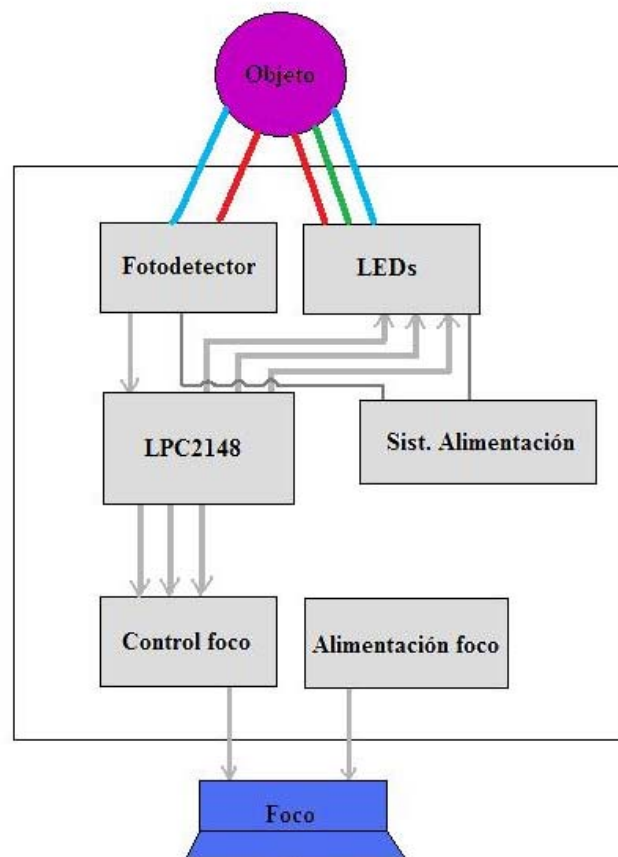 Objeto
Fotodetector
LEDs
LPC2148
Sist. Alimentación
Control foco
Alimentación foco
Foco